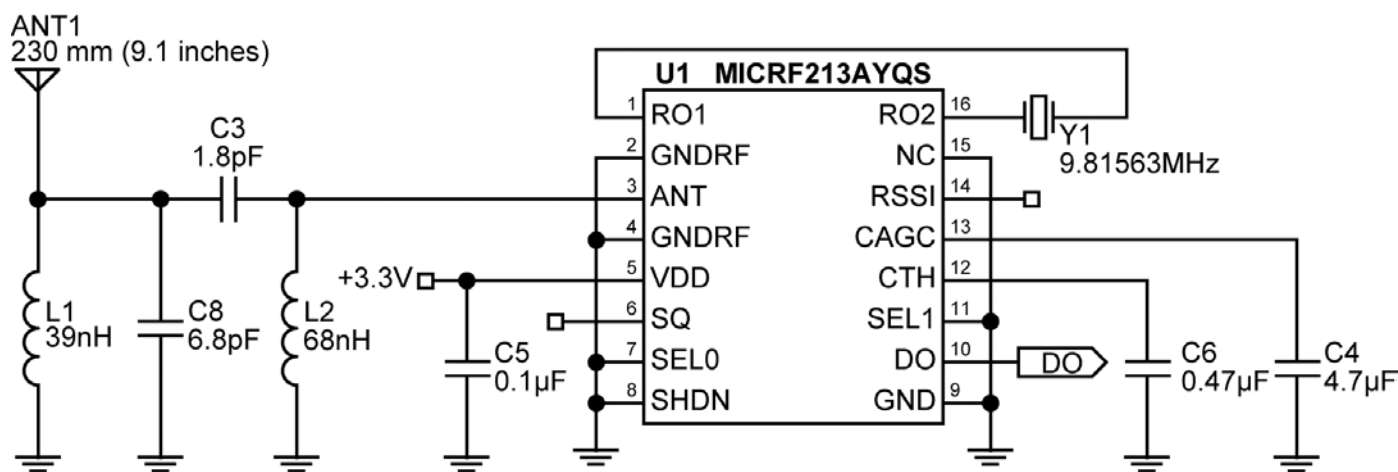 ANT1
230 mm (9.1 inches)
C3
1.8pF
L1
39nH
C8
6.8pF
L2
68nH
+3.3V
C5
0.1µF
U1 MICRF213AYQS
1 RO1
2 GNDRF
3 ANT
4 GNDRF
5 VDD
6 SQ
7 SEL0
8 SHDN
RO2 16
NC 15
RSSI 14
CAGC 13
CTH 12
SEL1 11
DO 10
GND 9
Y1
9.81563MHz
DO
C6
0.47µF
C4
4.7µF